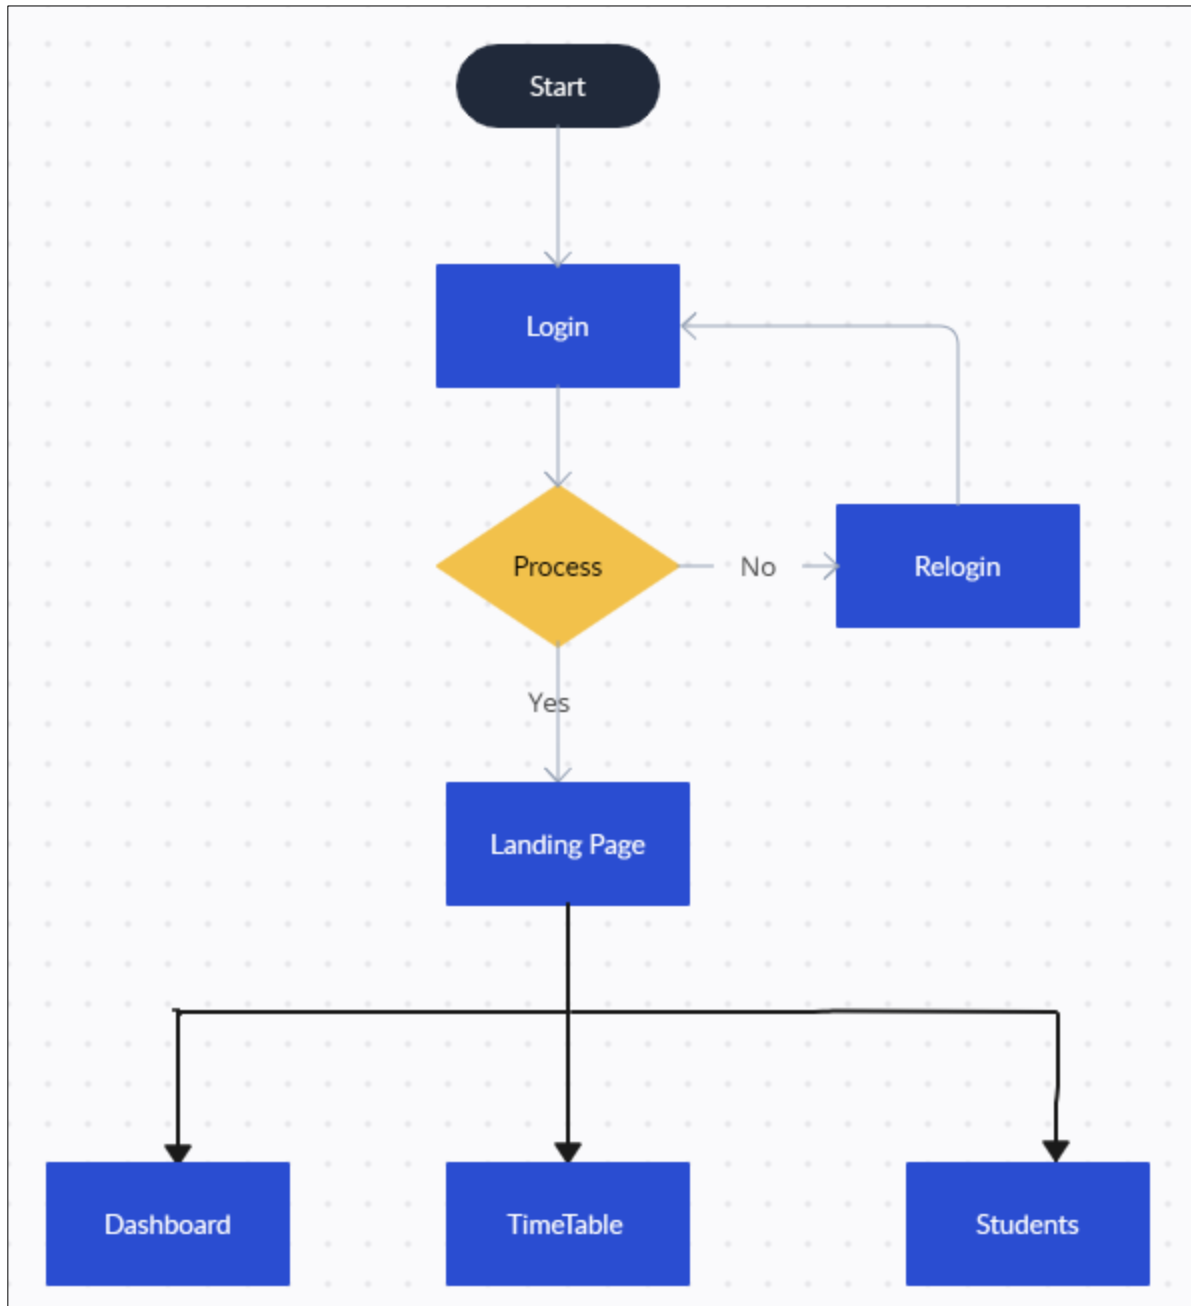 Start
Login
Process
No
Relogin
Yes
Landing Page
Dashboard
TimeTable
Students